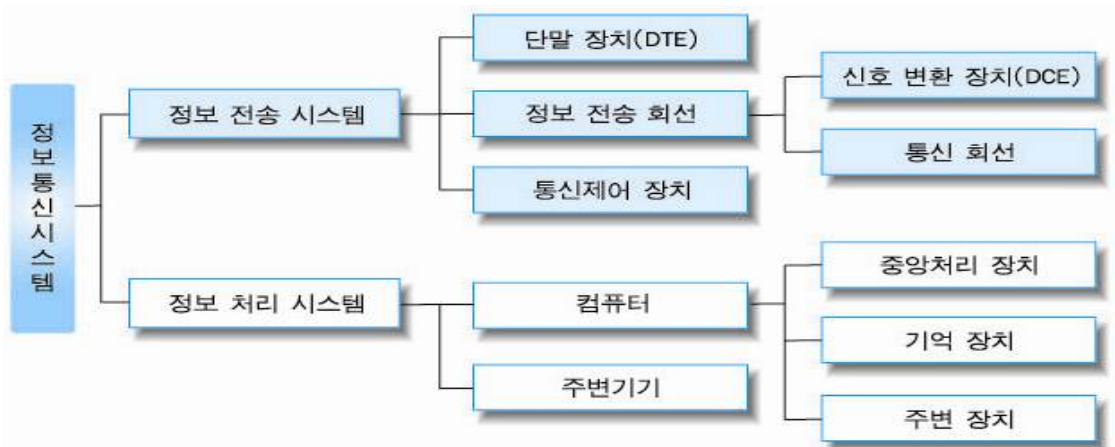 정보통신시스템
정보 전송 시스템
단말 장치(DTE)
정보 전송 회선
신호 변환 장치(DCE)
통신 회선
통신제어 장치
정보 처리 시스템
컴퓨터
중앙처리 장치
기억 장치
주변 장치
주변기기